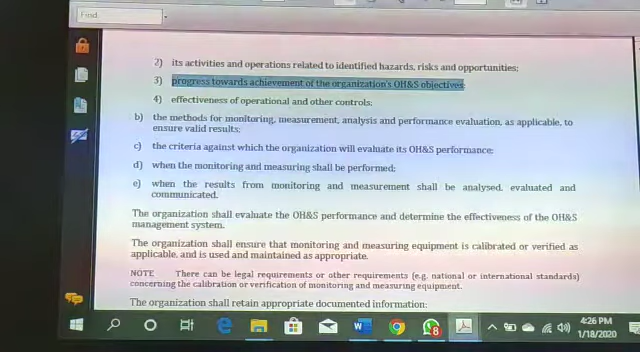 Find
2) its activities and operations related to identified hazards, risks and opportunities;
3) progress towards achievement of the organization's OH&S objectives;
4) effectiveness of operational and other controls;
b) the methods for monitoring, measurement, analysis and performance evaluation, as applicable, to
ensure valid results;
c) the criteria against which the organization will evaluate its OH&S performance;
d) when the monitoring and measuring shall be performed;
e) when the results from monitoring and measurement shall be analysed, evaluated and
communicated.
The organization shall evaluate the OH&S performance and determine the effectiveness of the OH&S
management system.
The organization shall ensure that monitoring and measuring equipment is calibrated or verified as
applicable, and is used and maintained as appropriate.
NOTE There can be legal requirements or other requirements (e.g. national or international standards)
concerning the calibration or verification of monitoring and measuring equipment.
The organization shall retain appropriate documented information:
8
4:26 PM
1/18/2020